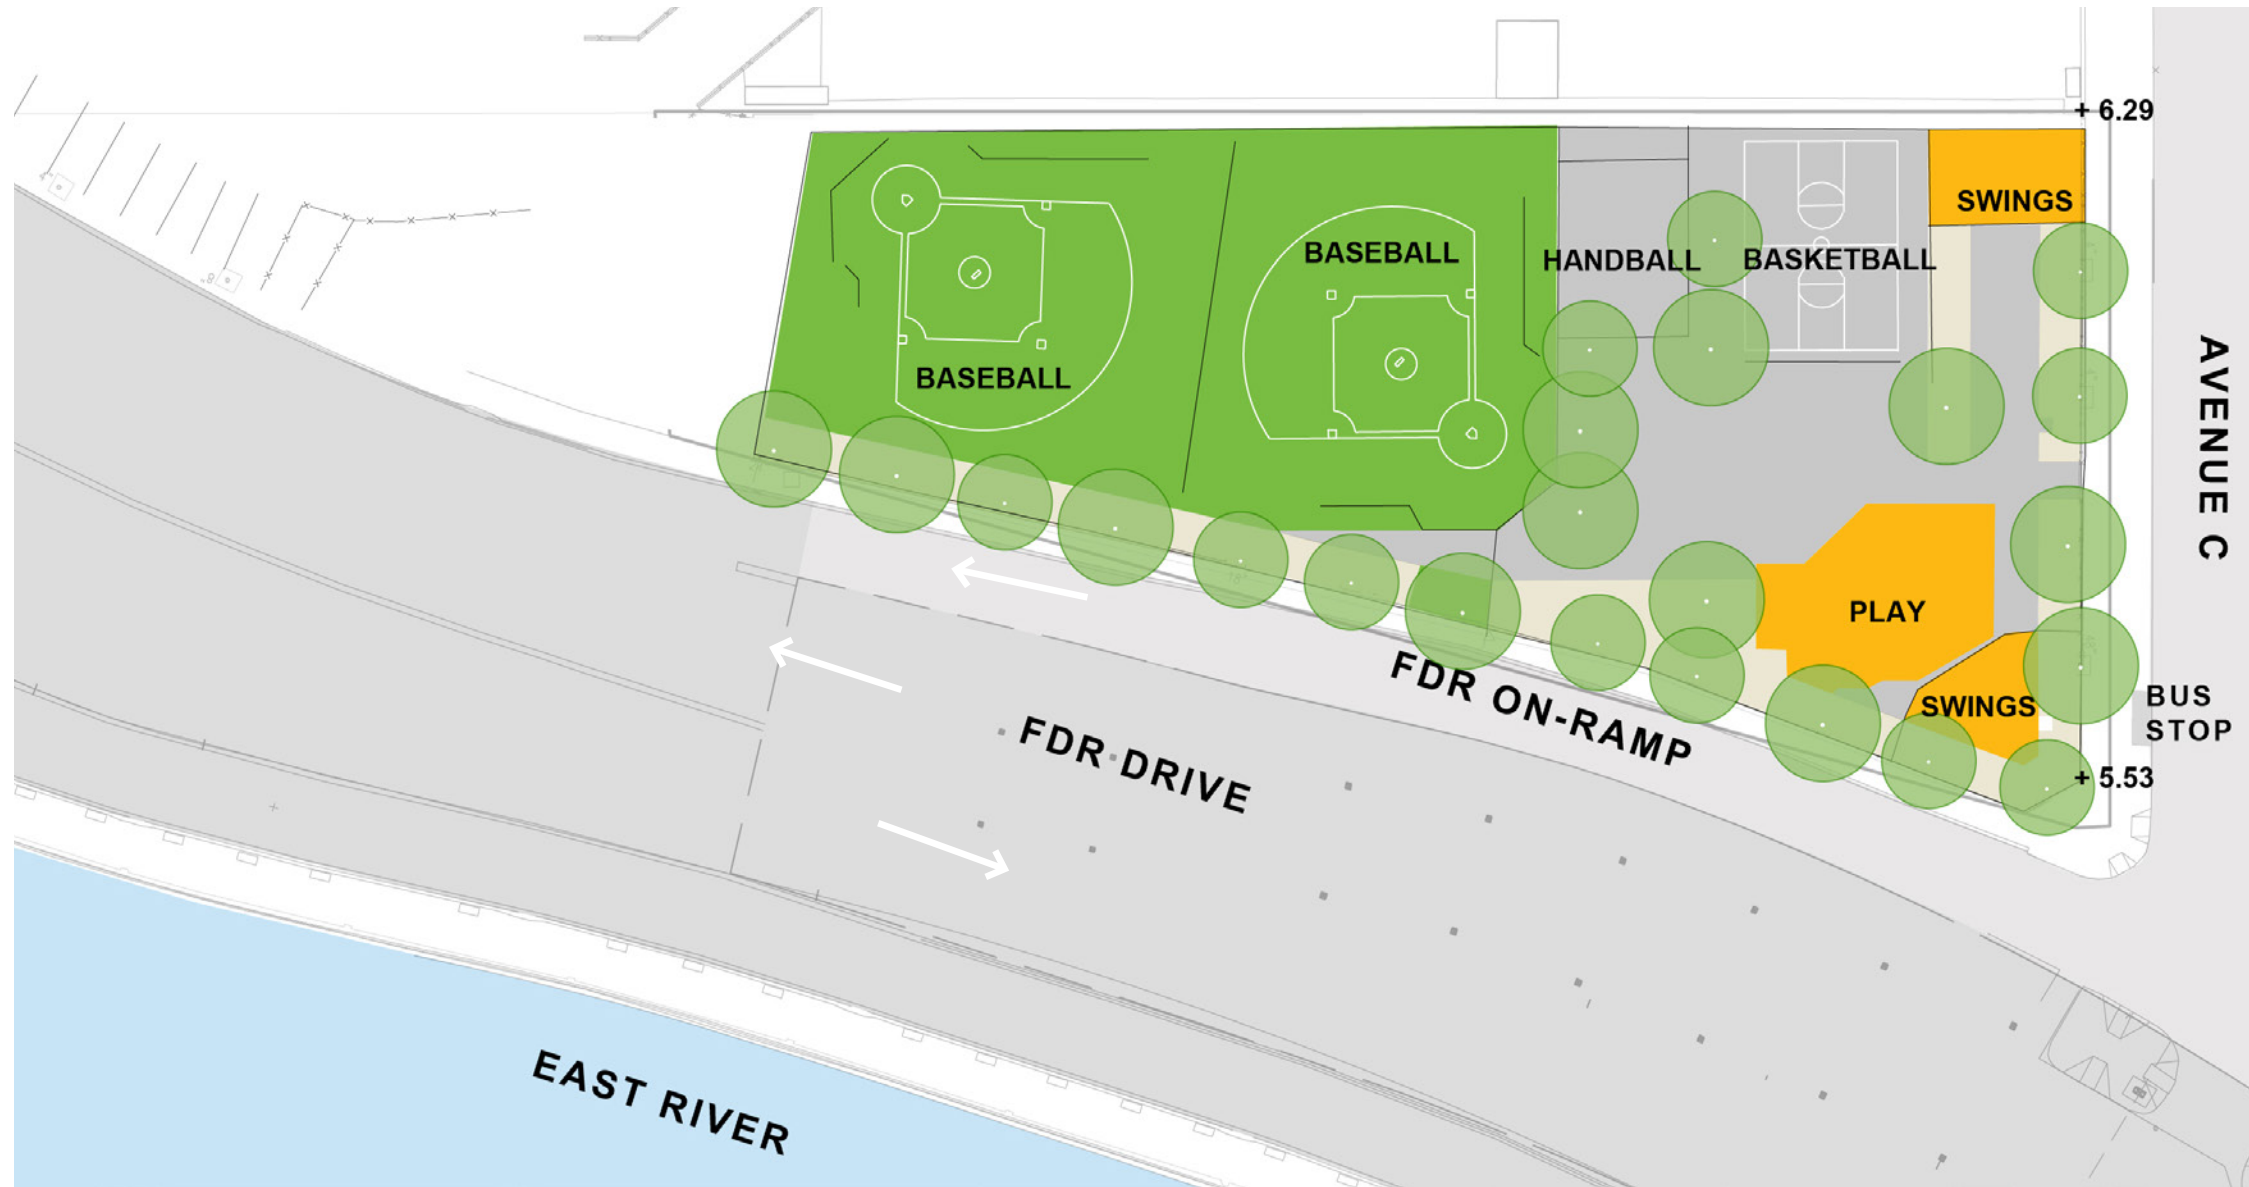 + 6.29
SWINGS
BASEBALL
HANDBALL
BASKETBALL
BASEBALL
AVENUE C
PLAY
FDR ON-RAMP
SWINGS
BUS
STOP
FDR DRIVE
+ 5.53
EAST RIVER